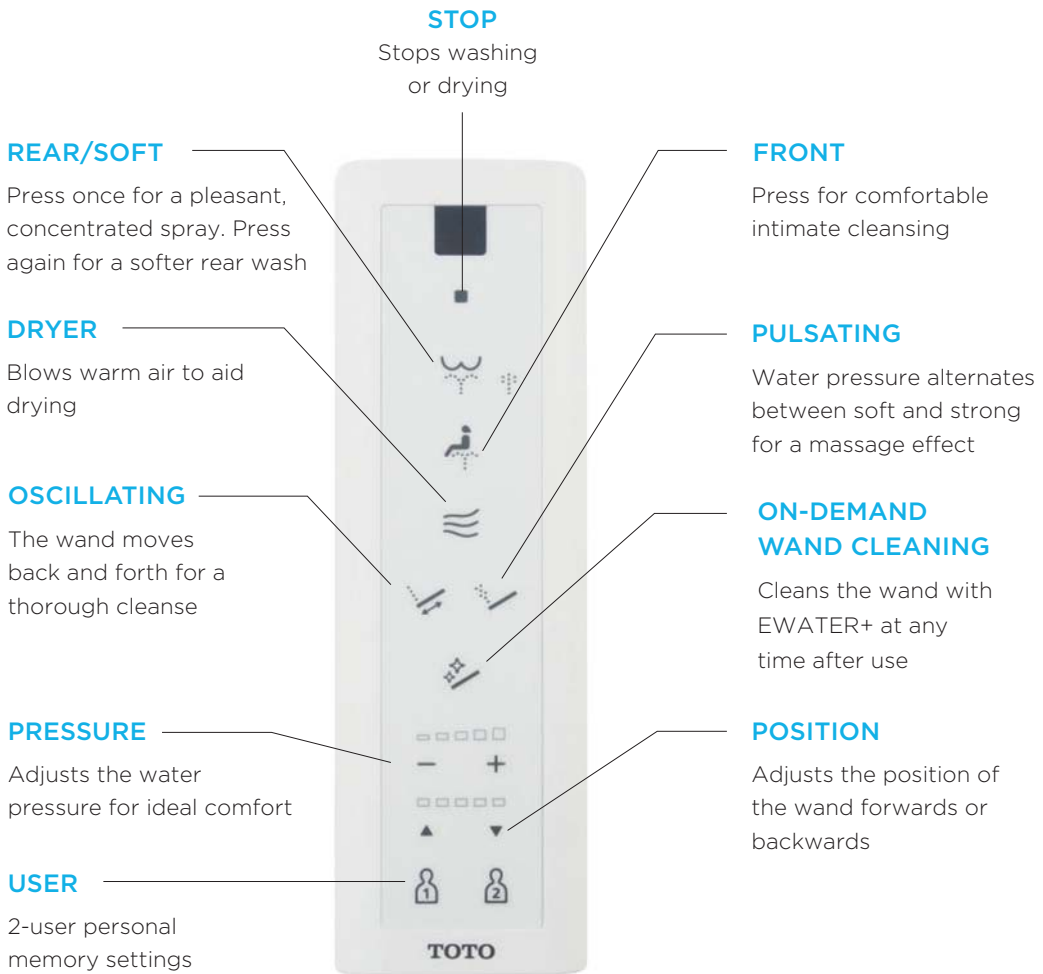 STOP
Stops washing
or drying
REAR/SOFT
Press once for a pleasant,
concentrated spray. Press
again for a softer rear wash
FRONT
Press for comfortable
intimate cleansing
DRYER
Blows warm air to aid
drying
PULSATING
Water pressure alternates
between soft and strong
for a massage effect
OSCILLATING
The wand moves
back and forth for a
thorough cleanse
ON-DEMAND
WAND CLEANING
Cleans the wand with
EWATER+ at any
time after use
PRESSURE
Adjusts the water
pressure for ideal comfort
POSITION
Adjusts the position of
the wand forwards or
backwards
USER
2-user personal
memory settings
− +
▲ ▼
1 2
TOTO